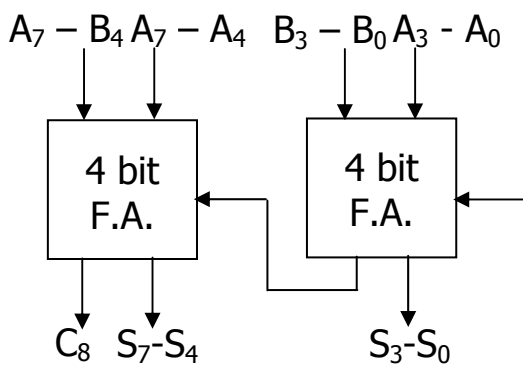 A₇ – B₄ A₇ – A₄ B₃ – B₀ A₃ - A₀
4 bit
F.A.
4 bit
F.A.
C₈ S₇-S₄ S₃-S₀